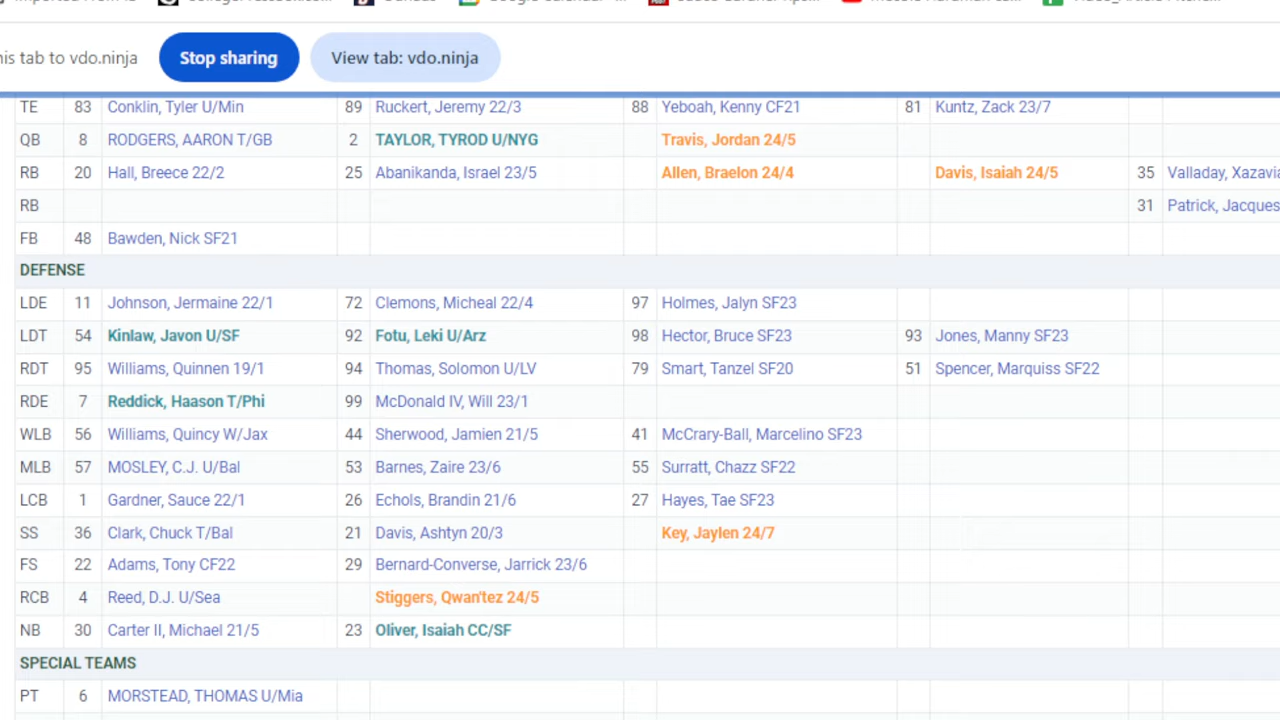 his tab to vdo.ninja Stop sharing View tab: vdo.ninja
TE 83 Conklin, Tyler U/Min 89 Ruckert, Jeremy 22/3 88 Yeboah, Kenny CF21 81 Kuntz, Zack 23/7
QB 8 RODGERS, AARON T/GB 2 TAYLOR, TYROD U/NYG Travis, Jordan 24/5
RB 20 Hall, Breece 22/2 25 Abanikanda, Israel 23/5 Allen, Braelon 24/4 Davis, Isaiah 24/5 35 Valladay, Xazavia
RB 31 Patrick, Jacques
FB 48 Bawden, Nick SF21
DEFENSE
LDE 11 Johnson, Jermaine 22/1 72 Clemons, Micheal 22/4 97 Holmes, Jalyn SF23
LDT 54 Kinlaw, Javon U/SF 92 Fotu, Leki U/Arz 98 Hector, Bruce SF23 93 Jones, Manny SF23
RDT 95 Williams, Quinnen 19/1 94 Thomas, Solomon U/LV 79 Smart, Tanzel SF20 51 Spencer, Marquiss SF22
RDE 7 Reddick, Haason T/Phi 99 McDonald IV, Will 23/1
WLB 56 Williams, Quincy W/Jax 44 Sherwood, Jamien 21/5 41 McCrary-Ball, Marcelino SF23
MLB 57 MOSLEY, C.J. U/Bal 53 Barnes, Zaire 23/6 55 Surratt, Chazz SF22
LCB 1 Gardner, Sauce 22/1 26 Echols, Brandin 21/6 27 Hayes, Tae SF23
SS 36 Clark, Chuck T/Bal 21 Davis, Ashtyn 20/3 Key, Jaylen 24/7
FS 22 Adams, Tony CF22 29 Bernard-Converse, Jarrick 23/6
RCB 4 Reed, D.J. U/Sea Stiggers, Qwan'tez 24/5
NB 30 Carter II, Michael 21/5 23 Oliver, Isaiah CC/SF
SPECIAL TEAMS
PT 6 MORSTEAD, THOMAS U/Mia